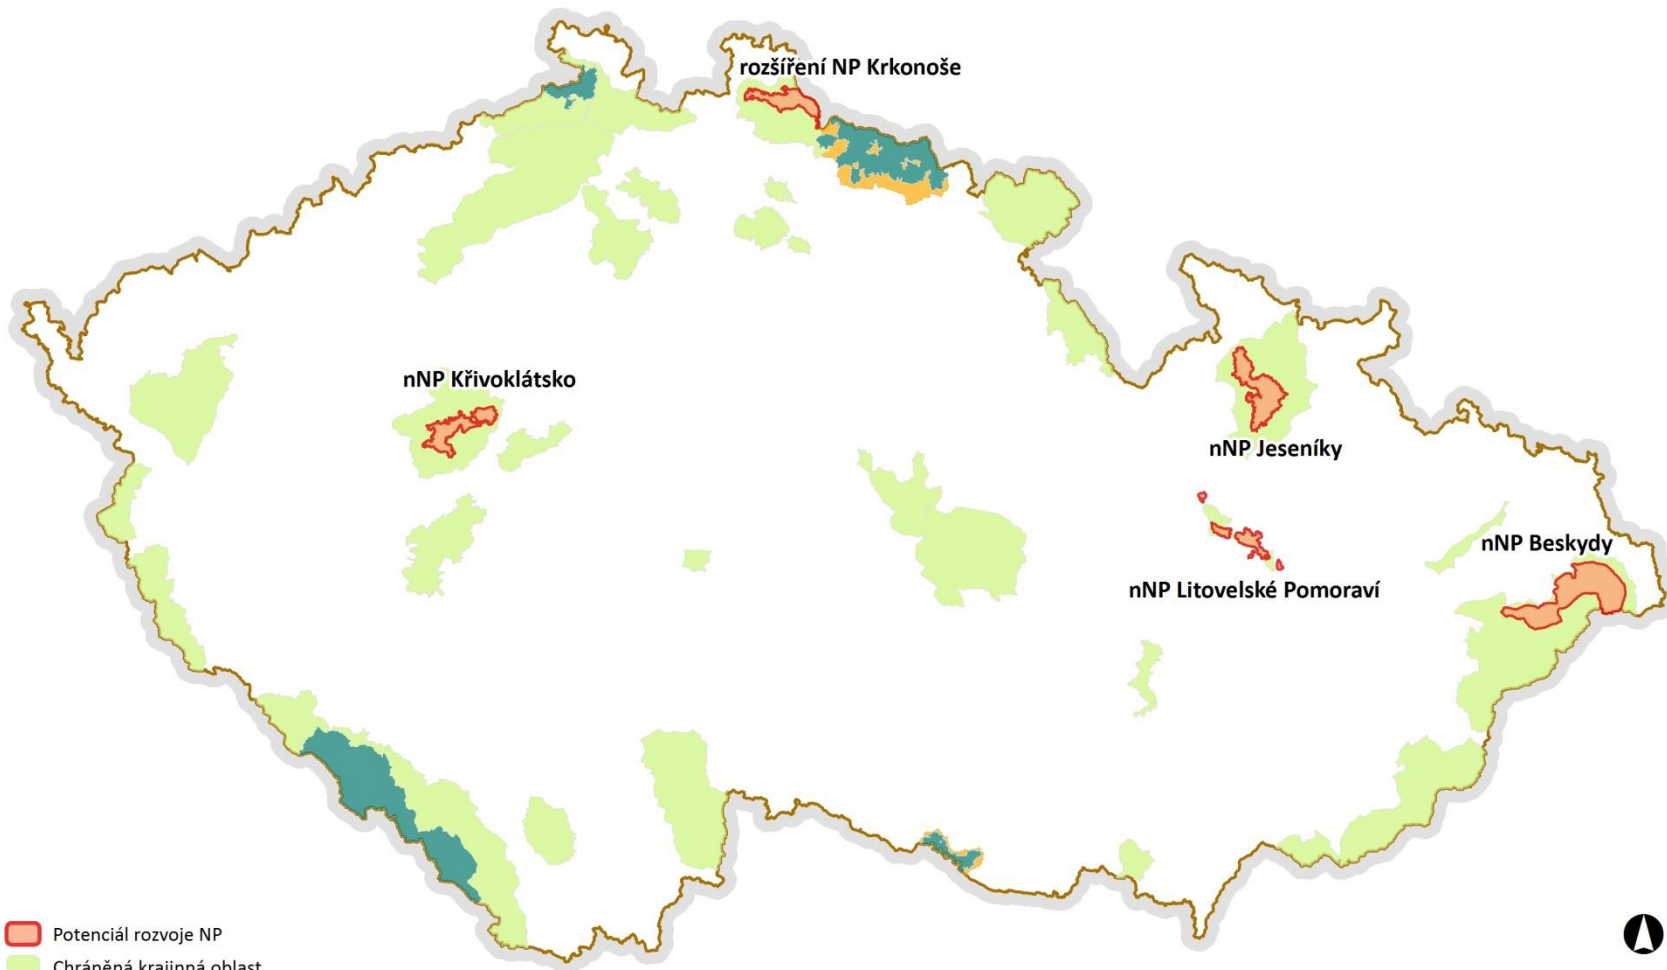 rozšíření NP Krkonoše
nNP Křivoklátsko
nNP Jeseníky
nNP Beskydy
nNP Litovelské Pomoraví
Potenciál rozvoje NP
Chráněná krajinná oblast